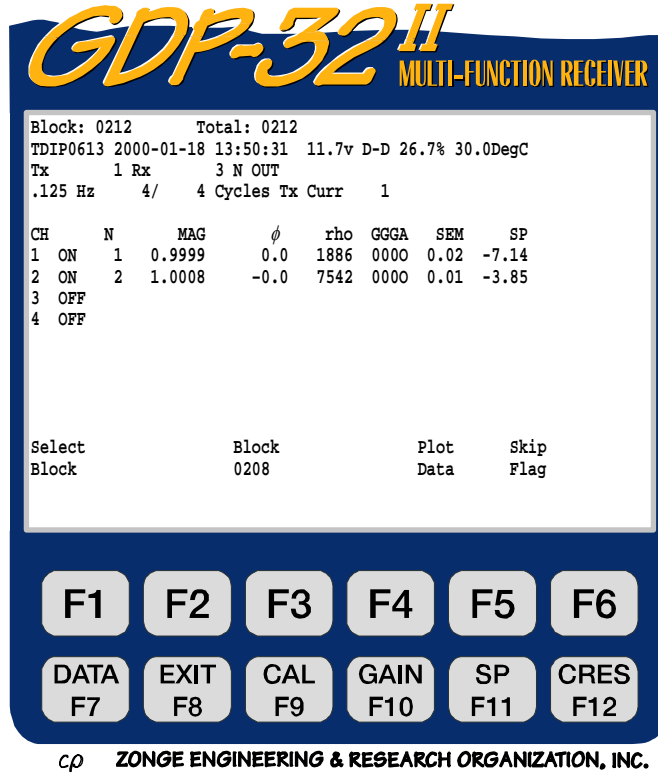 GDP-32 II
MULTI-FUNCTION RECEIVER
Block: 0212 Total: 0212
TDIP0613 2000-01-18 13:50:31 11.7v D-D 26.7% 30.0DegC
Tx 1 Rx 3 N OUT
.125 Hz 4/ 4 Cycles Tx Curr 1
CH N MAG ϕ rho GGGA SEM SP
1 ON 1 0.9999 0.0 1886 000O 0.02 -7.14
2 ON 2 1.0008 -0.0 7542 000O 0.01 -3.85
3 OFF
4 OFF
Select Block Plot Skip
Block 0208 Data Flag
F1 F2 F3 F4 F5 F6
DATA EXIT CAL GAIN SP CRES
F7 F8 F9 F10 F11 F12
cρ ZONGE ENGINEERING & RESEARCH ORGANIZATION, INC.